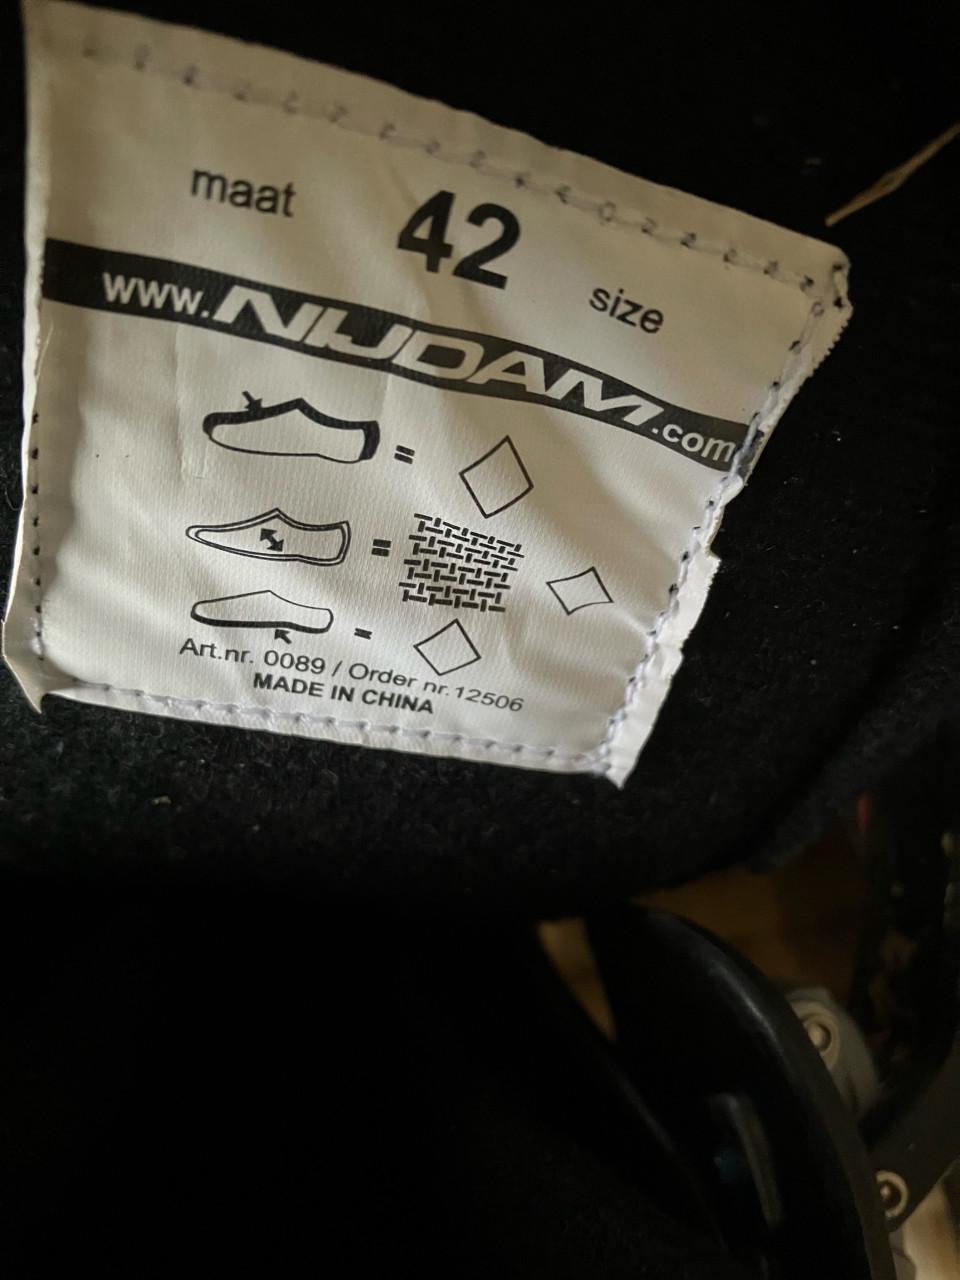 maat 42 size
www.NIJDAM.com
=
=
=
Art.nr. 0089 / Order nr.12506
MADE IN CHINA